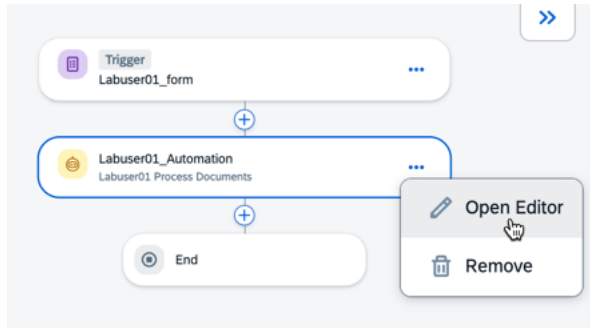 Trigger
Labuser01_form
Labuser01_Automation
Labuser01 Process Documents
Open Editor
End
Remove